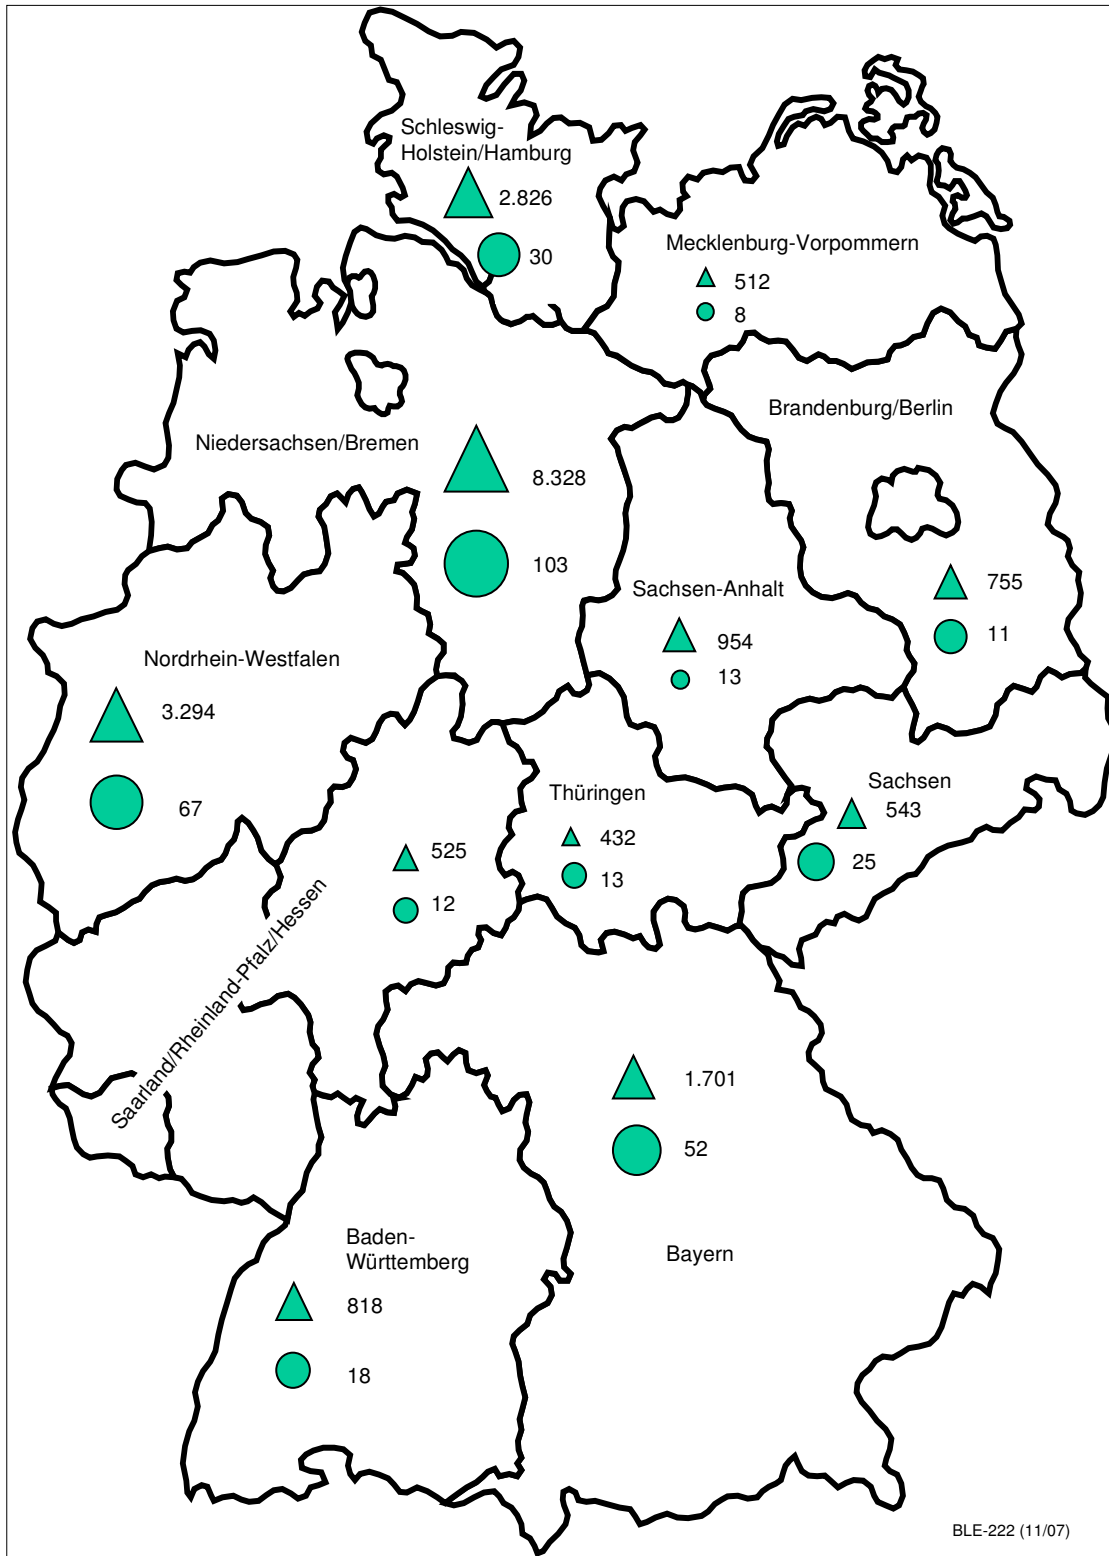 Schleswig-
Holstein/Hamburg
2.826
30
Mecklenburg-Vorpommern
512
8
Brandenburg/Berlin
755
11
Niedersachsen/Bremen
8.328
103
Sachsen-Anhalt
954
13
Nordrhein-Westfalen
3.294
67
Sachsen
543
25
Thüringen
432
13
Saarland/Rheinland-Pfalz/Hessen
525
12
Bayern
1.701
52
Baden-
Württemberg
818
18
BLE-222 (11/07)